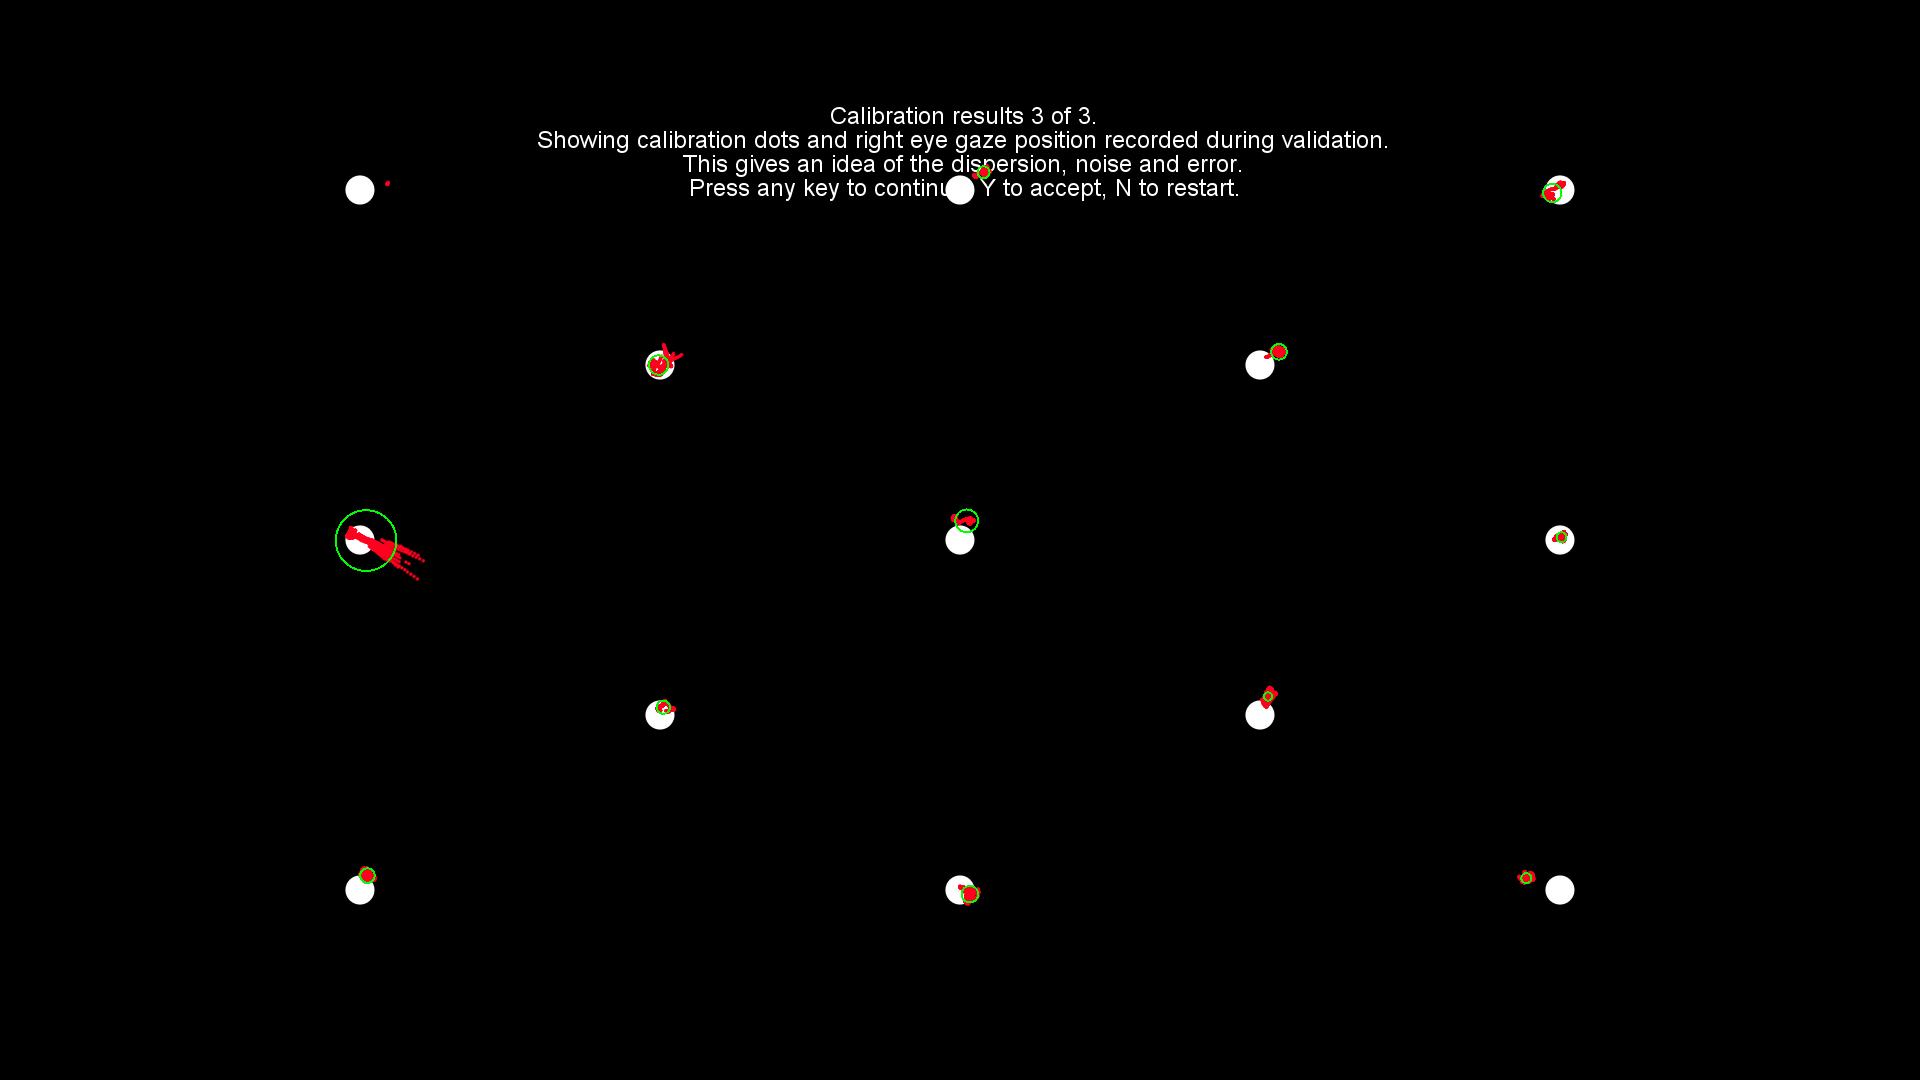 Calibration results 3 of 3.
Showing calibration dots and right eye gaze position recorded during validation.
This gives an idea of the dispersion, noise and error.
Press any key to continu Y to accept, N to restart.